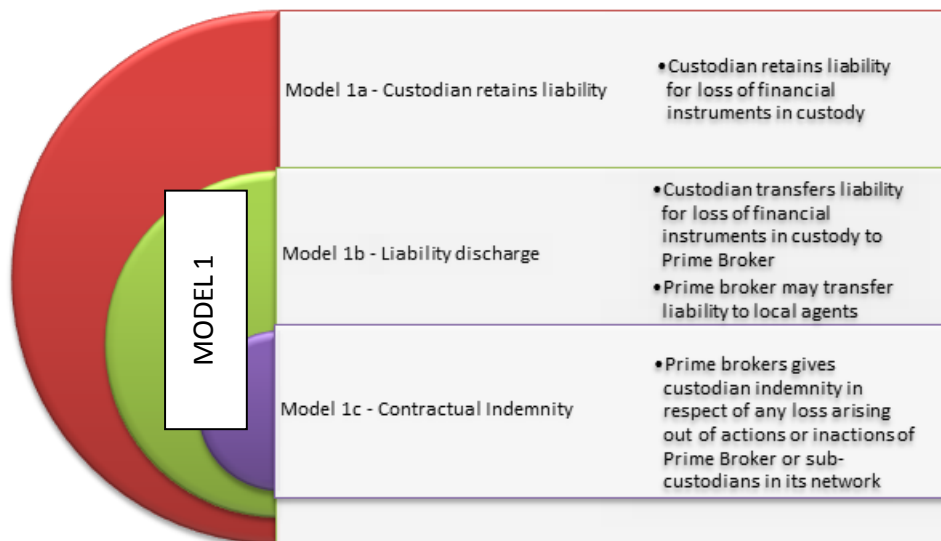 MODEL 1
Model 1a - Custodian retains liability
•Custodian retains liability
for loss of financial
instruments in custody
Model 1b - Liability discharge
•Custodian transfers liability
for loss of financial
instruments in custody to
Prime Broker
•Prime broker may transfer
liability to local agents
Model 1c - Contractual Indemnity
•Prime brokers gives
custodian indemnity in
respect of any loss arising
out of actions or inactions of
Prime Broker or sub-
custodians in its network